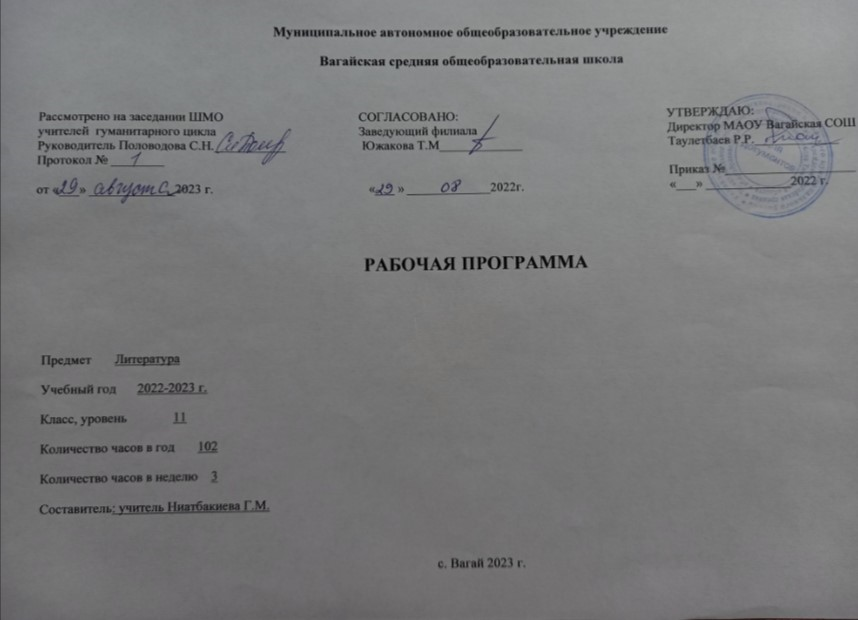 Муниципальное автономное общеобразовательное учреждение
Вагайская средняя общеобразовательная школа
Рассмотрено на заседании ШМО
учителей гуманитарного цикла
Руководитель Половодова С.Н.
Протокол № 1
от «29» август 2023 г.
СОГЛАСОВАНО:
Заведующий филиала
Южакова Т.М
«29» 08 2022г.
УТВЕРЖДАЮ:
Директор МАОУ Вагайская СОШ
Таулетбаев Р.Р.
Приказ №
«___» 2022 г.
РАБОЧАЯ ПРОГРАММА
Предмет Литература
Учебный год 2022-2023 г.
Класс, уровень 11
Количество часов в год 102
Количество часов в неделю 3
Составитель: учитель Ниатбакиева Г.М.
с. Вагай 2023 г.